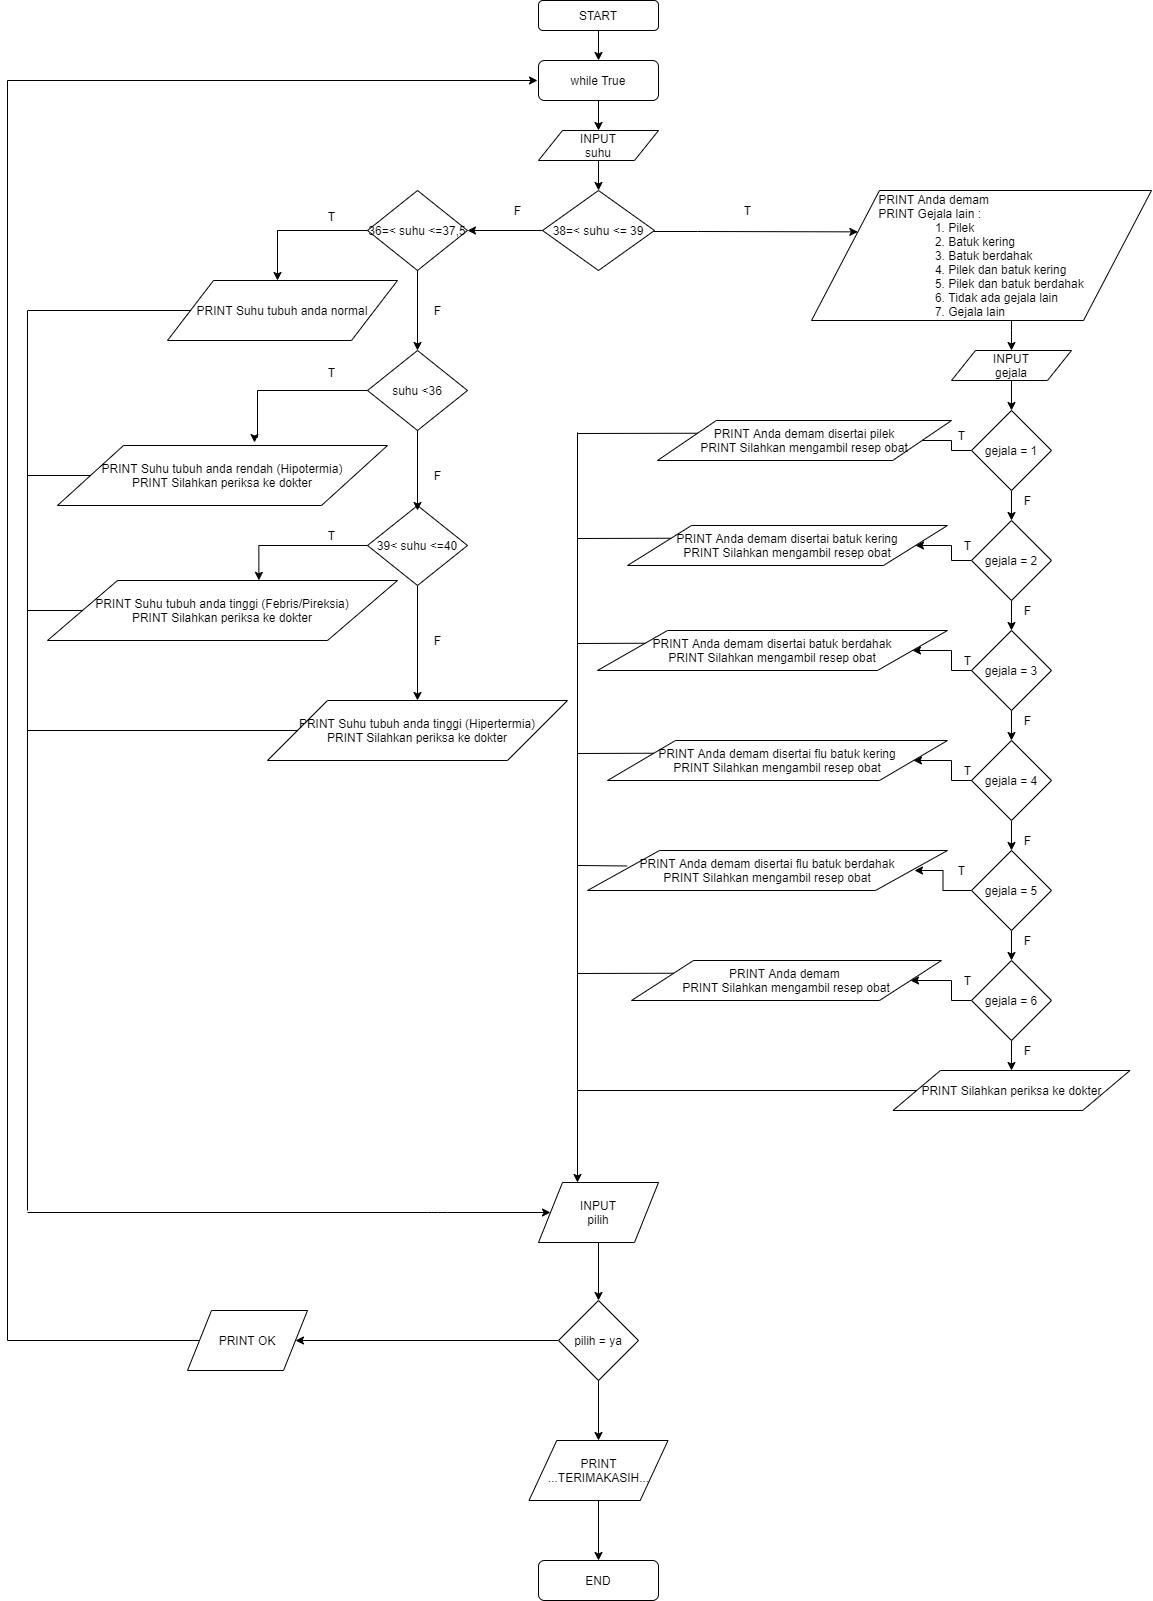 START
while True
INPUT
suhu
38=< suhu <= 39
F
T
36=< suhu <=37,5
T
F
PRINT Suhu tubuh anda normal
suhu <36
T
F
PRINT Suhu tubuh anda rendah (Hipotermia)
PRINT Silahkan periksa ke dokter
39< suhu <=40
T
F
PRINT Suhu tubuh anda tinggi (Febris/Pireksia)
PRINT Silahkan periksa ke dokter
PRINT Suhu tubuh anda tinggi (Hipertermia)
PRINT Silahkan periksa ke dokter
PRINT Anda demam
PRINT Gejala lain :
1. Pilek
2. Batuk kering
3. Batuk berdahak
4. Pilek dan batuk kering
5. Pilek dan batuk berdahak
6. Tidak ada gejala lain
7. Gejala lain
INPUT
gejala
gejala = 1
T
F
PRINT Anda demam disertai pilek
PRINT Silahkan mengambil resep obat
gejala = 2
T
F
PRINT Anda demam disertai batuk kering
PRINT Silahkan mengambil resep obat
gejala = 3
T
F
PRINT Anda demam disertai batuk berdahak
PRINT Silahkan mengambil resep obat
gejala = 4
T
F
PRINT Anda demam disertai flu batuk kering
PRINT Silahkan mengambil resep obat
gejala = 5
T
F
PRINT Anda demam disertai flu batuk berdahak
PRINT Silahkan mengambil resep obat
gejala = 6
T
F
PRINT Anda demam
PRINT Silahkan mengambil resep obat
PRINT Silahkan periksa ke dokter
INPUT
pilih
pilih = ya
PRINT OK
PRINT
...TERIMAKASIH...
END